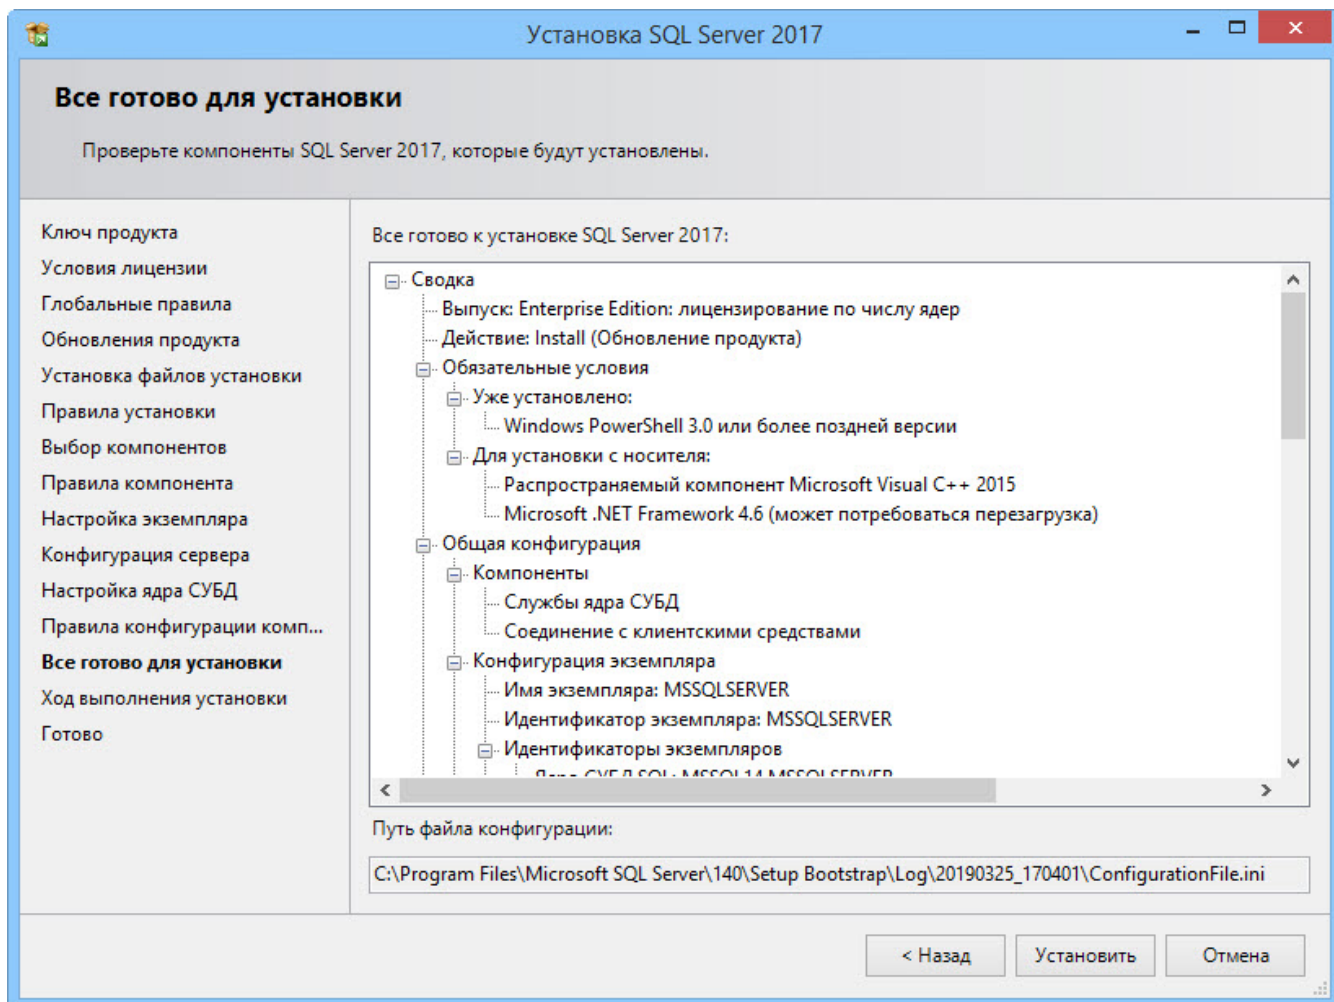 Установка SQL Server 2017
Все готово для установки
Проверьте компоненты SQL Server 2017, которые будут установлены.
Ключ продукта
Условия лицензии
Глобальные правила
Обновления продукта
Установка файлов установки
Правила установки
Выбор компонентов
Правила компонента
Настройка экземпляра
Конфигурация сервера
Настройка ядра СУБД
Правила конфигурации комп...
Все готово для установки
Ход выполнения установки
Готово
Все готово к установке SQL Server 2017:
Сводка
Выпуск: Enterprise Edition: лицензирование по числу ядер
Действие: Install (Обновление продукта)
Обязательные условия
Уже установлено:
Windows PowerShell 3.0 или более поздней версии
Для установки с носителя:
Распространяемый компонент Microsoft Visual C++ 2015
Microsoft .NET Framework 4.6 (может потребоваться перезагрузка)
Общая конфигурация
Компоненты
Службы ядра СУБД
Соединение с клиентскими средствами
Конфигурация экземпляра
Имя экземпляра: MSSQLSERVER
Идентификатор экземпляра: MSSQLSERVER
Идентификаторы экземпляров
Ядро СУБД SQL: MSSQL14.MSSQLSERVER
Путь файла конфигурации:
C:\Program Files\Microsoft SQL Server\140\Setup Bootstrap\Log\20190325_170401\ConfigurationFile.ini
< Назад
Установить
Отмена